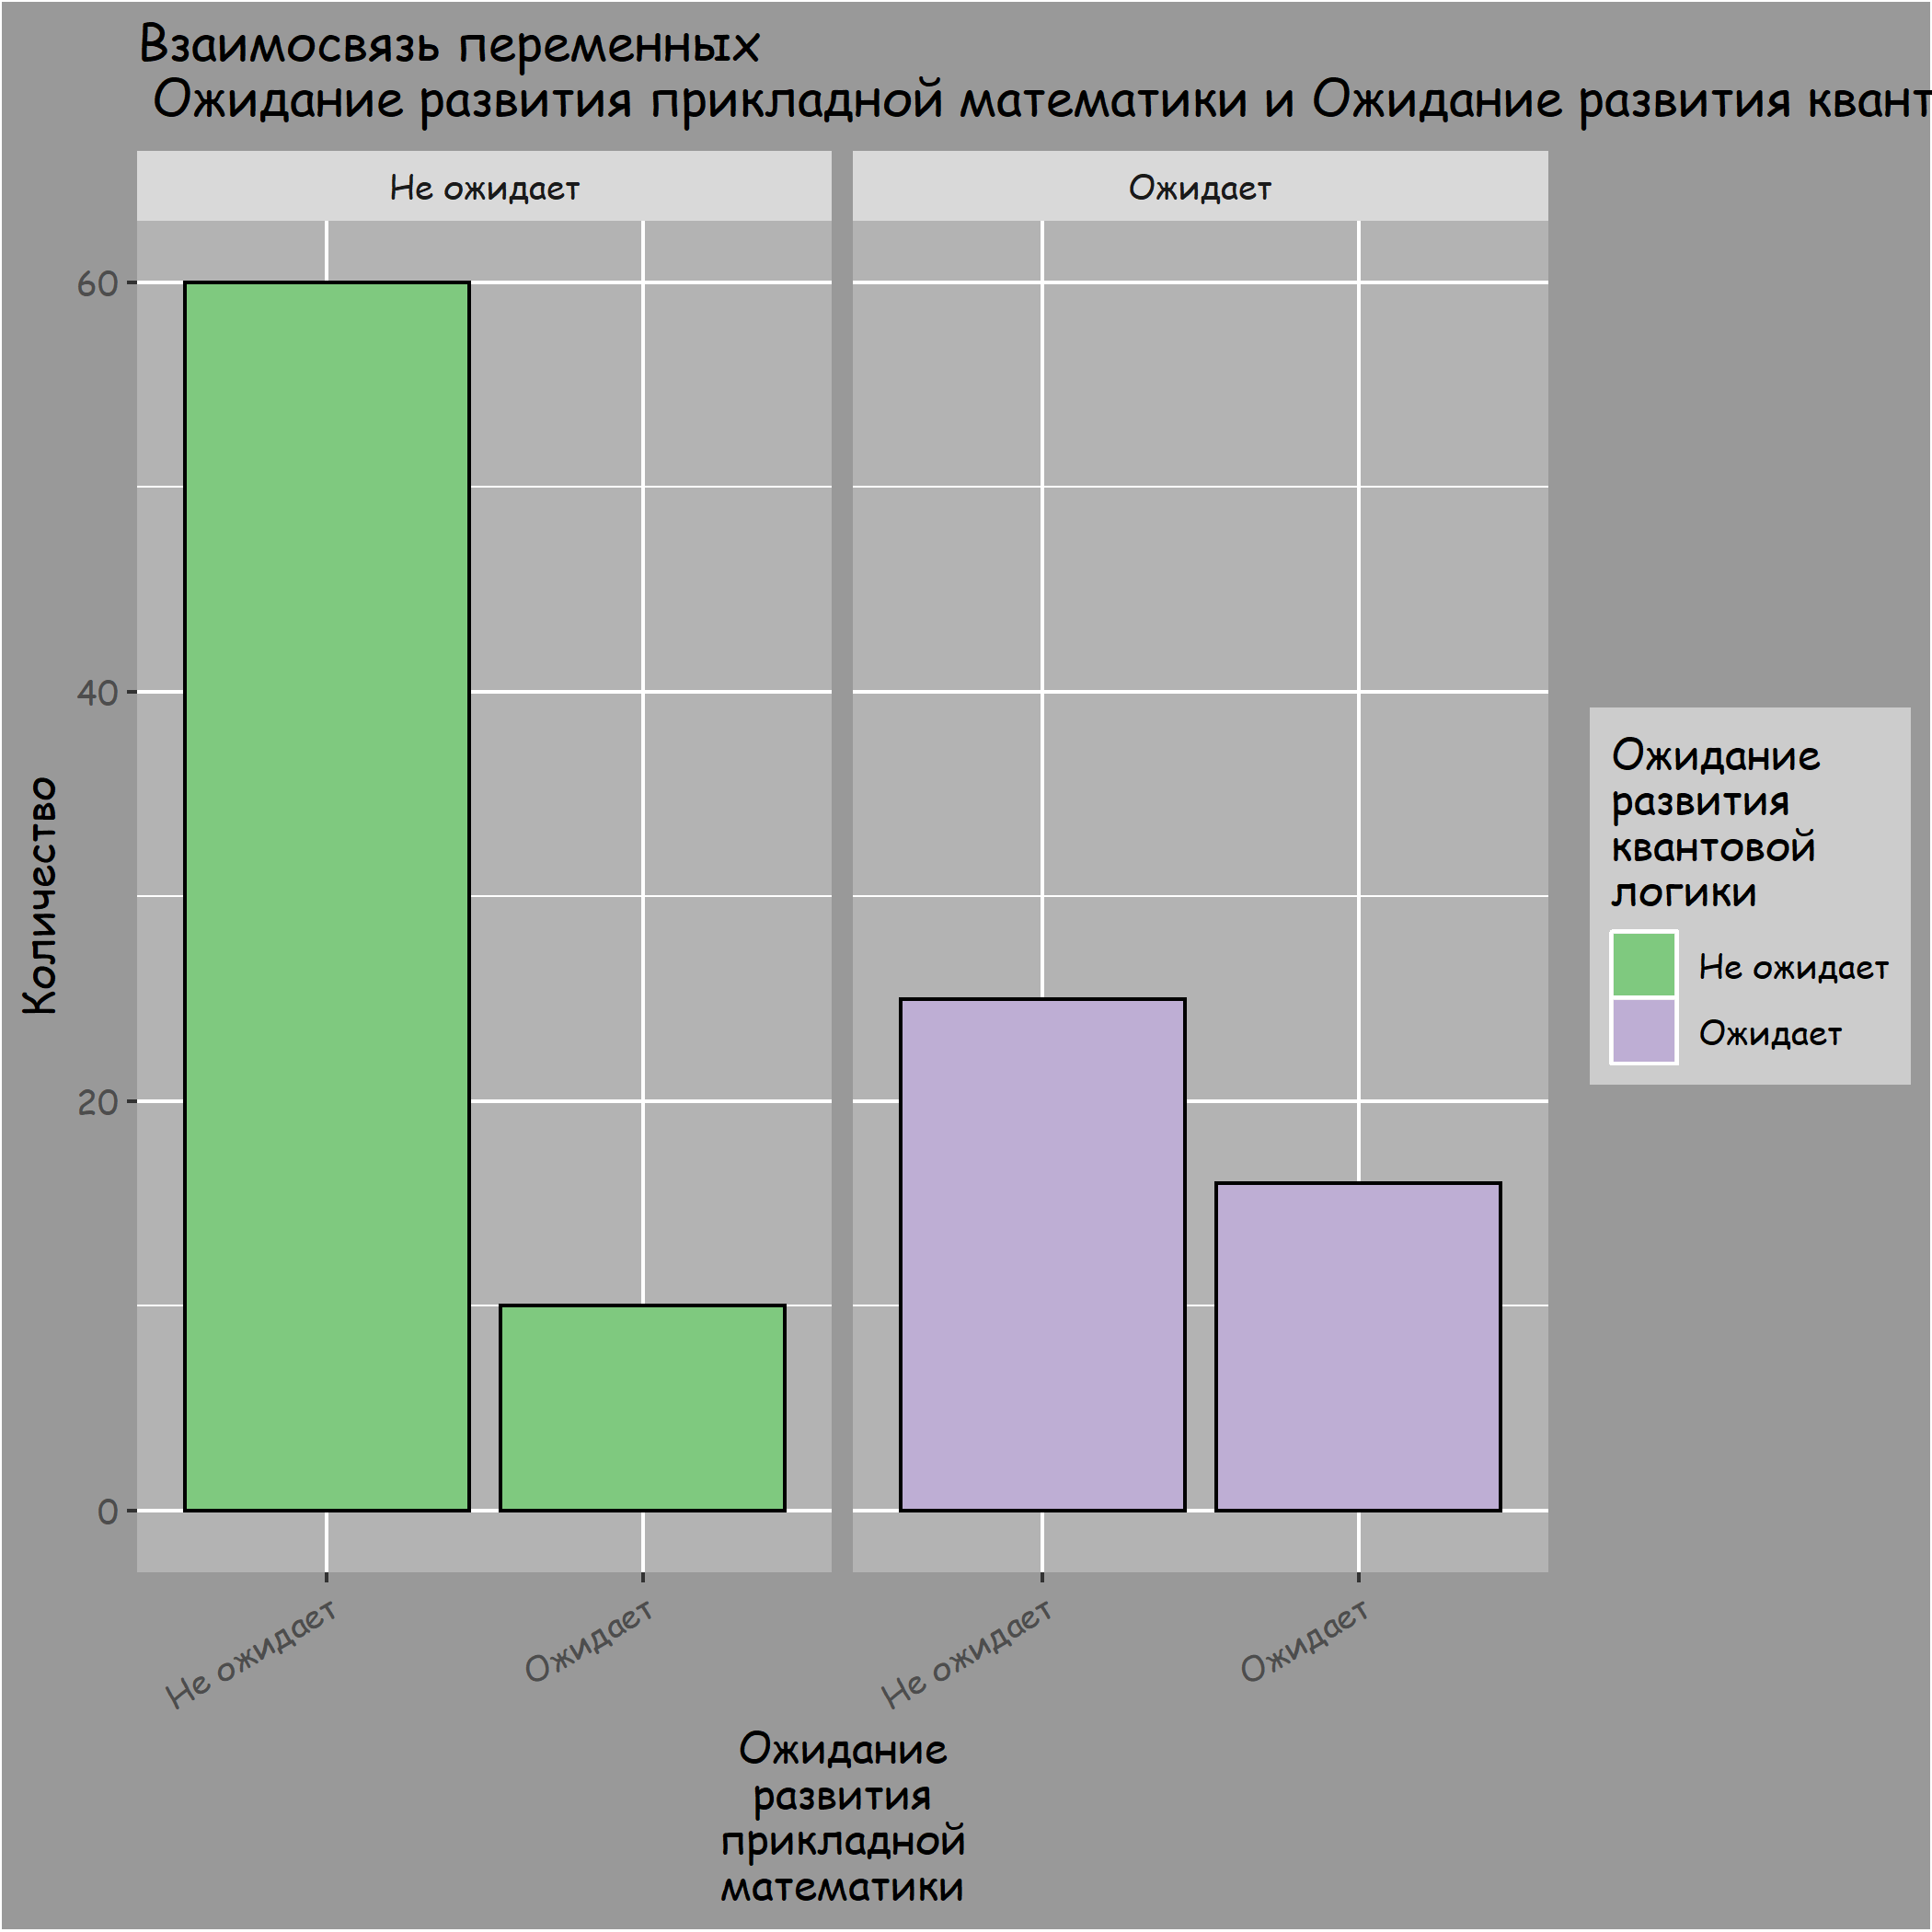 Взаимосвязь переменных
Ожидание развития прикладной математики и Ожидание развития квант
Не ожидает
Ожидает
60
40
20
0
Количество
Не ожидает
Ожидает
Не ожидает
Ожидает
Ожидание
развития
прикладной
математики
Ожидание
развития
квантовой
логики
Не ожидает
Ожидает